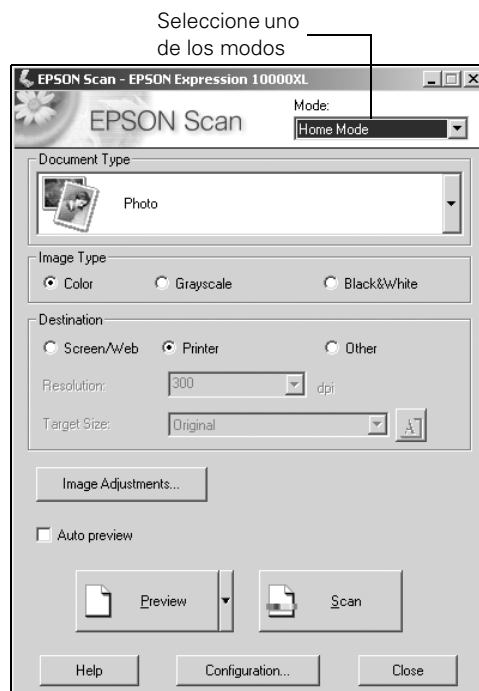 Seleccione uno
de los modos
EPSON Scan - EPSON Expression 10000XL
EPSON Scan
Mode:
Home Mode
Document Type
Photo
Image Type
Color Grayscale Black&White
Destination
Screen/Web Printer Other
Resolution: 300 dpi
Target Size: Original
A
Image Adjustments...
Auto preview
Preview Scan
Help Configuration... Close